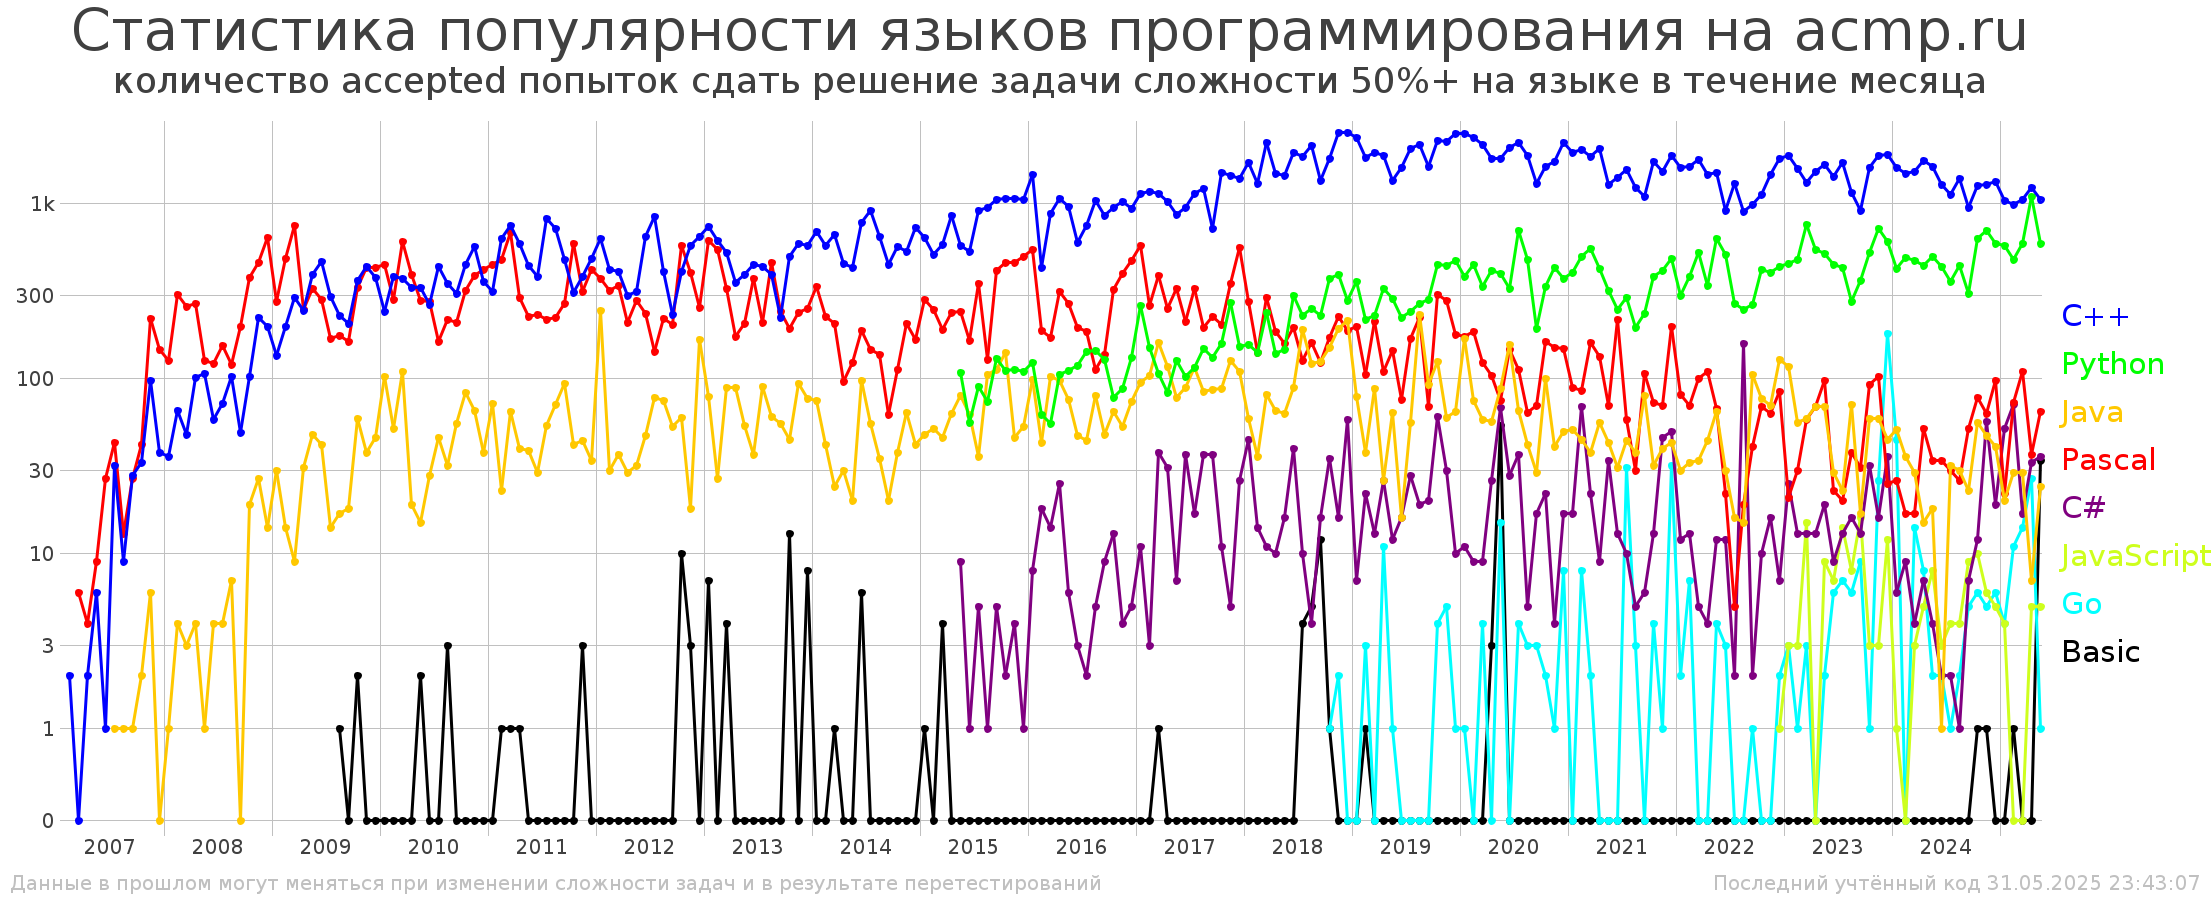 Статистика популярности языков программирования на acmp.ru
количество accepted попыток сдать решение задачи сложности 50%+ на языке в течение месяца
1k
300
100
30
10
3
1
0
C++
Python
Java
Pascal
C#
JavaScript
Go
Basic
2007 2008 2009 2010 2011 2012 2013 2014 2015 2016 2017 2018 2019 2020 2021 2022 2023 2024
Данные в прошлом могут меняться при изменении сложности задач и в результате перетестирований
Последний учтённый код 31.05.2025 23:43:07